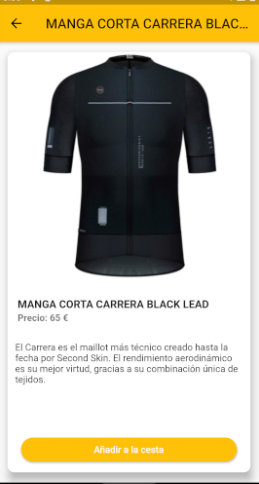 MANGA CORTA CARRERA BLAC...
MANGA CORTA CARRERA BLACK LEAD
Precio: 65 €
El Carrera es el maillot más técnico creado hasta la
fecha por Second Skin. El rendimiento aerodinámico
es su mejor virtud, gracias a su combinación única de
tejidos.
Añadir a la cesta